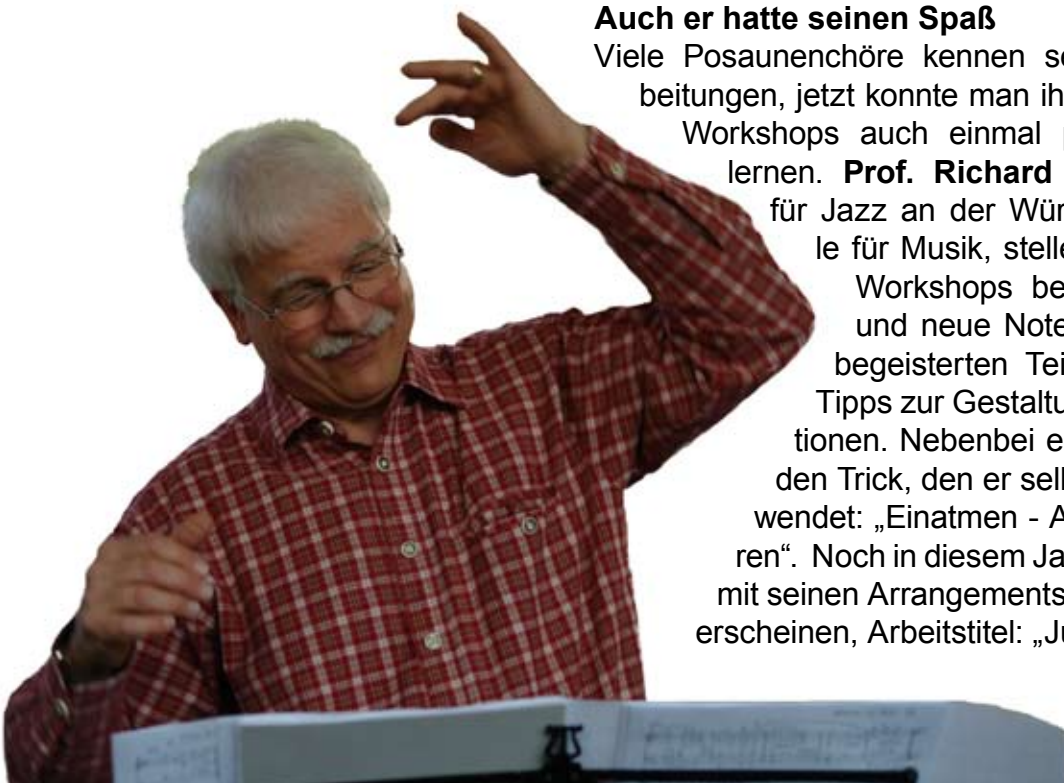 Auch er hatte seinen Spaß
Viele Posaunenchöre kennen se
beitungen, jetzt konnte man ih
Workshops auch einmal
lernen. Prof. Richard
für Jazz an der Wür
le für Musik, stell
Workshops be
und neue Note
begeisterten Tei
Tipps zur Gestaltu
tionen. Nebenbei e
den Trick, den er sel
wendet: „Einatmen - A
ren“. Noch in diesem Ja
mit seinen Arrangements
erscheinen, Arbeitstitel: „Ju